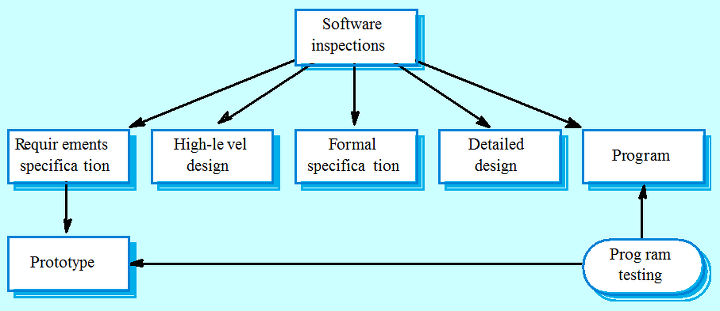 Software
inspections
Requir ements
specifica tion
High-le vel
design
Formal
specifica tion
Detailed
design
Program
Prototype
Prog ram
testing